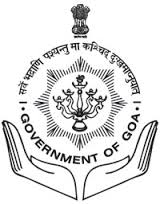 सर्वे भद्राणि पश्यन्तु मा कश्चिद् दुःखमाप्नुयात्
GOVERNMENT OF GOA